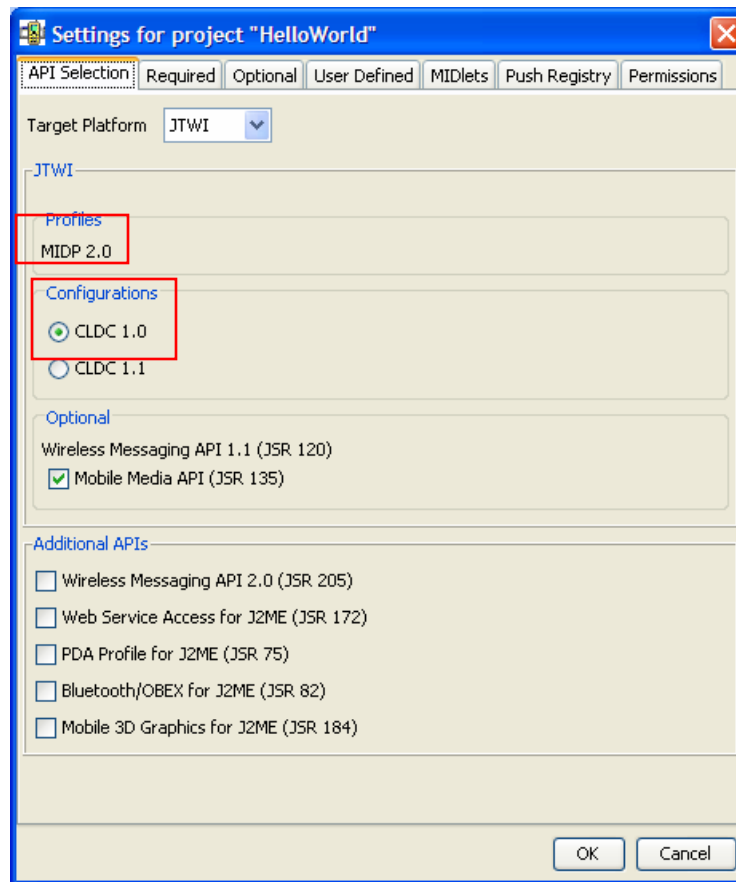 Settings for project "HelloWorld"
API Selection Required Optional User Defined MIDlets Push Registry Permissions
Target Platform JTWI
JTWI
Profiles
MIDP 2.0
Configurations
CLDC 1.0
CLDC 1.1
Optional
Wireless Messaging API 1.1 (JSR 120)
Mobile Media API (JSR 135)
Additional APIs
Wireless Messaging API 2.0 (JSR 205)
Web Service Access for J2ME (JSR 172)
PDA Profile for J2ME (JSR 75)
Bluetooth/OBEX for J2ME (JSR 82)
Mobile 3D Graphics for J2ME (JSR 184)
OK Cancel